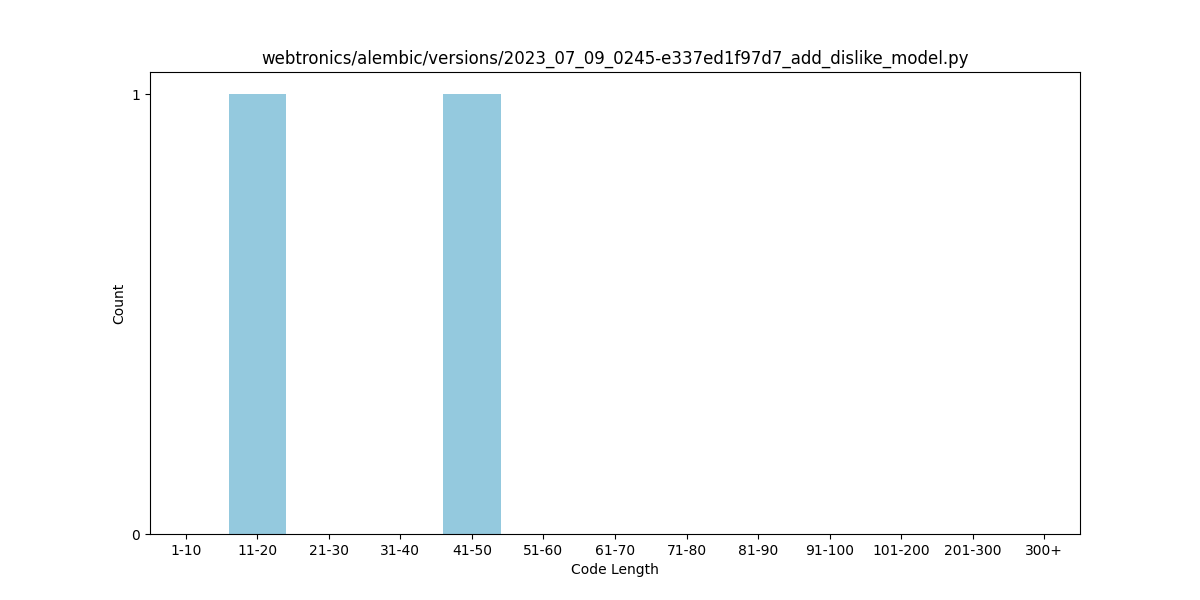 webtronics/alembic/versions/2023_07_09_0245-e337ed1f97d7_add_dislike_model.py
1
Count
0
1-10 11-20 21-30 31-40 41-50 51-60 61-70 71-80 81-90 91-100 101-200 201-300 300+
Code Length